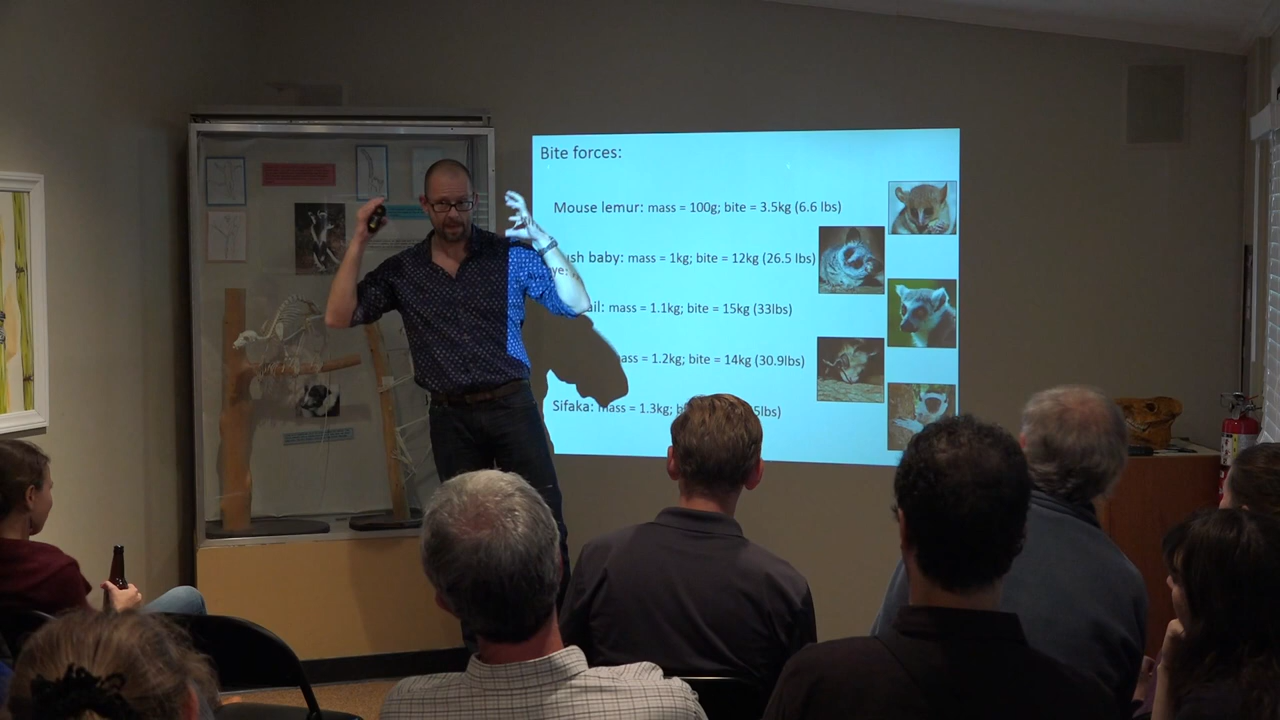 Bite forces:
Mouse lemur: mass = 100g; bite = 3.5kg (6.6 lbs)
ush baby: mass = 1kg; bite = 12kg (26.5 lbs)
ye:
ail: mass = 1.1kg; bite = 15kg (33lbs)
ass = 1.2kg; bite = 14kg (30.9lbs)
Sifaka: mass = 1.3kg; b 5lbs)